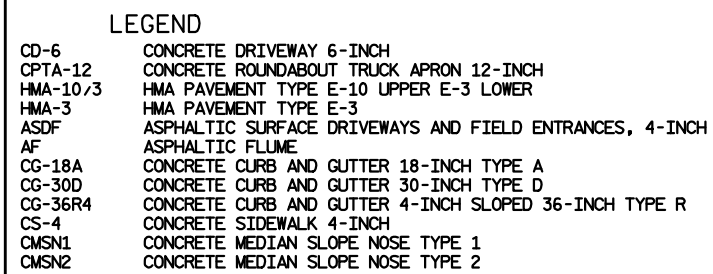 LEGEND
CD-6 CONCRETE DRIVEWAY 6-INCH
CPTA-12 CONCRETE ROUNDABOUT TRUCK APRON 12-INCH
HMA-10/3 HMA PAVEMENT TYPE E-10 UPPER E-3 LOWER
HMA-3 HMA PAVEMENT TYPE E-3
ASDF ASPHALTIC SURFACE DRIVEWAYS AND FIELD ENTRANCES, 4-INCH
AF ASPHALTIC FLUME
CG-18A CONCRETE CURB AND GUTTER 18-INCH TYPE A
CG-30D CONCRETE CURB AND GUTTER 30-INCH TYPE D
CG-36R4 CONCRETE CURB AND GUTTER 4-INCH SLOPED 36-INCH TYPE R
CS-4 CONCRETE SIDEWALK 4-INCH
CMSN1 CONCRETE MEDIAN SLOPE NOSE TYPE 1
CMSN2 CONCRETE MEDIAN SLOPE NOSE TYPE 2